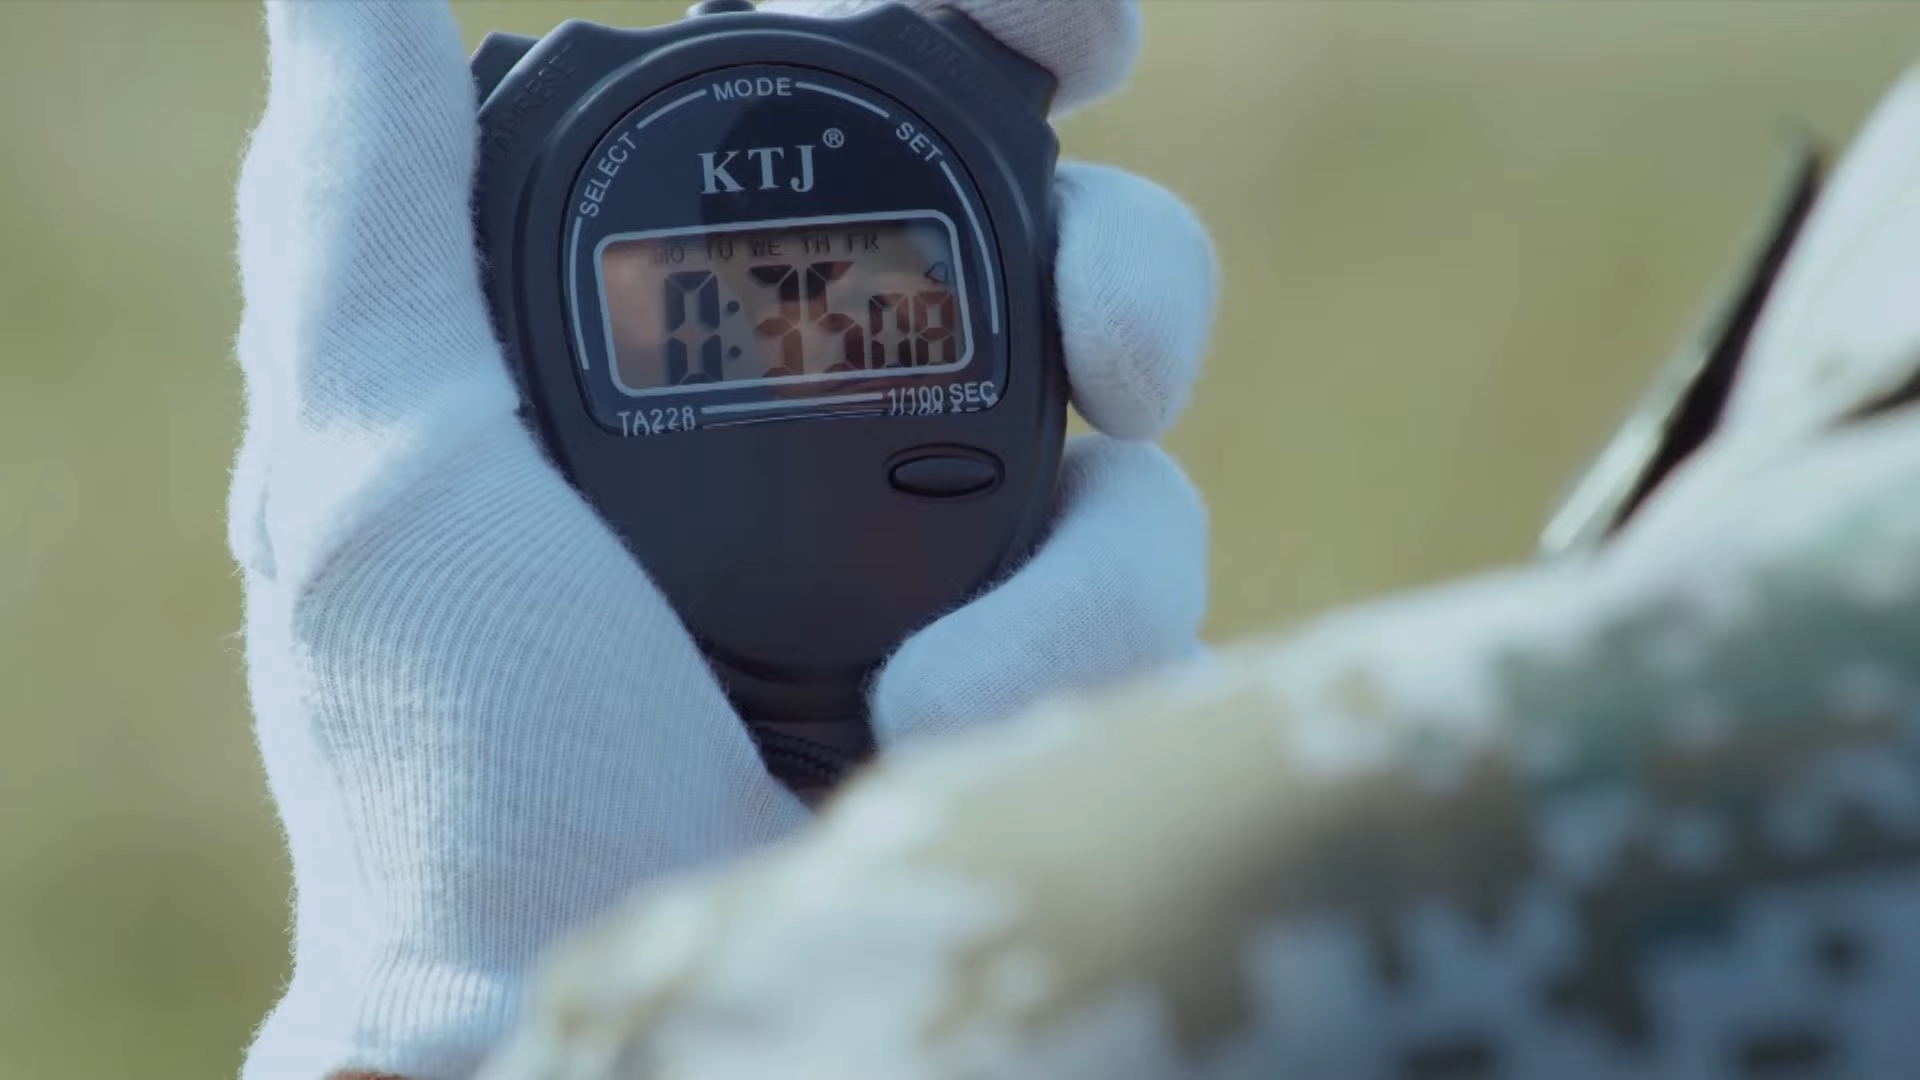 MODE
SELECT
SET
KTJ®
MO TU WE TH FR
0:35 08
TA228
1/100 SEC